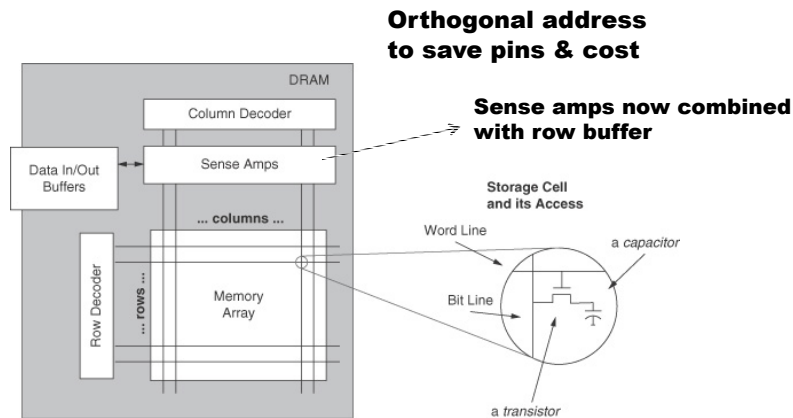 Orthogonal address
to save pins & cost
DRAM
Column Decoder
Sense amps now combined
with row buffer
Data In/Out
Buffers
Sense Amps
Storage Cell
and its Access
... columns ...
Word Line
a capacitor
Row Decoder
... rows ...
Memory
Array
Bit Line
a transistor